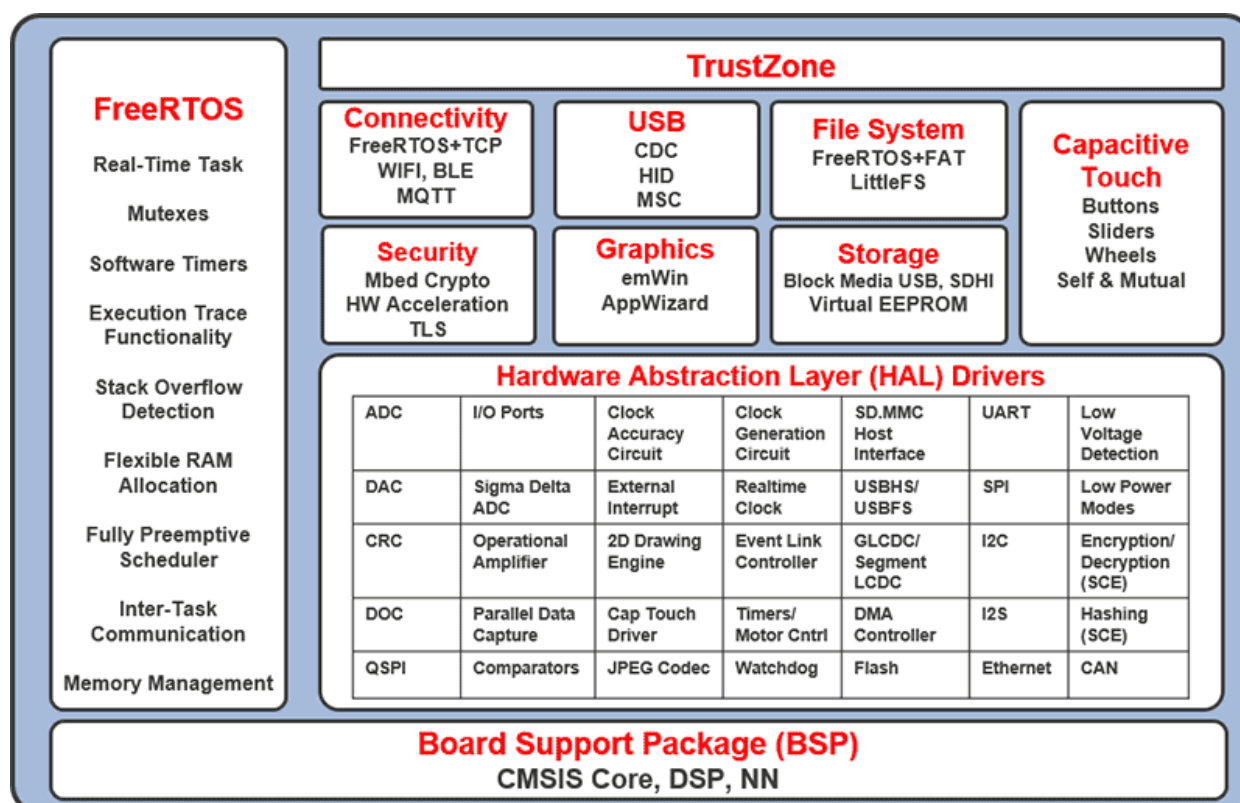 FreeRTOS
Real-Time Task
Mutexes
Software Timers
Execution Trace
Functionality
Stack Overflow
Detection
Flexible RAM
Allocation
Fully Preemptive
Scheduler
Inter-Task
Communication
Memory Management
TrustZone
Connectivity
FreeRTOS+TCP
WIFI, BLE
MQTT
USB
CDC
HID
MSC
File System
FreeRTOS+FAT
LittleFS
Capacitive
Touch
Buttons
Sliders
Wheels
Self & Mutual
Security
Mbed Crypto
HW Acceleration
TLS
Graphics
emWin
AppWizard
Storage
Block Media USB, SDHI
Virtual EEPROM
Hardware Abstraction Layer (HAL) Drivers
ADC
I/O Ports
Clock
Accuracy
Circuit
Clock
Generation
Circuit
SD.MMC
Host
Interface
UART
Low
Voltage
Detection
DAC
Sigma Delta
ADC
External
Interrupt
Realtime
Clock
USBHS/
USBFS
SPI
Low Power
Modes
CRC
Operational
Amplifier
2D Drawing
Engine
Event Link
Controller
GLCDC/
Segment
LCDC
I2C
Encryption/
Decryption
(SCE)
DOC
Parallel Data
Capture
Cap Touch
Driver
Timers/
Motor Cntrl
DMA
Controller
I2S
Hashing
(SCE)
QSPI
Comparators
JPEG Codec
Watchdog
Flash
Ethernet
CAN
Board Support Package (BSP)
CMSIS Core, DSP, NN